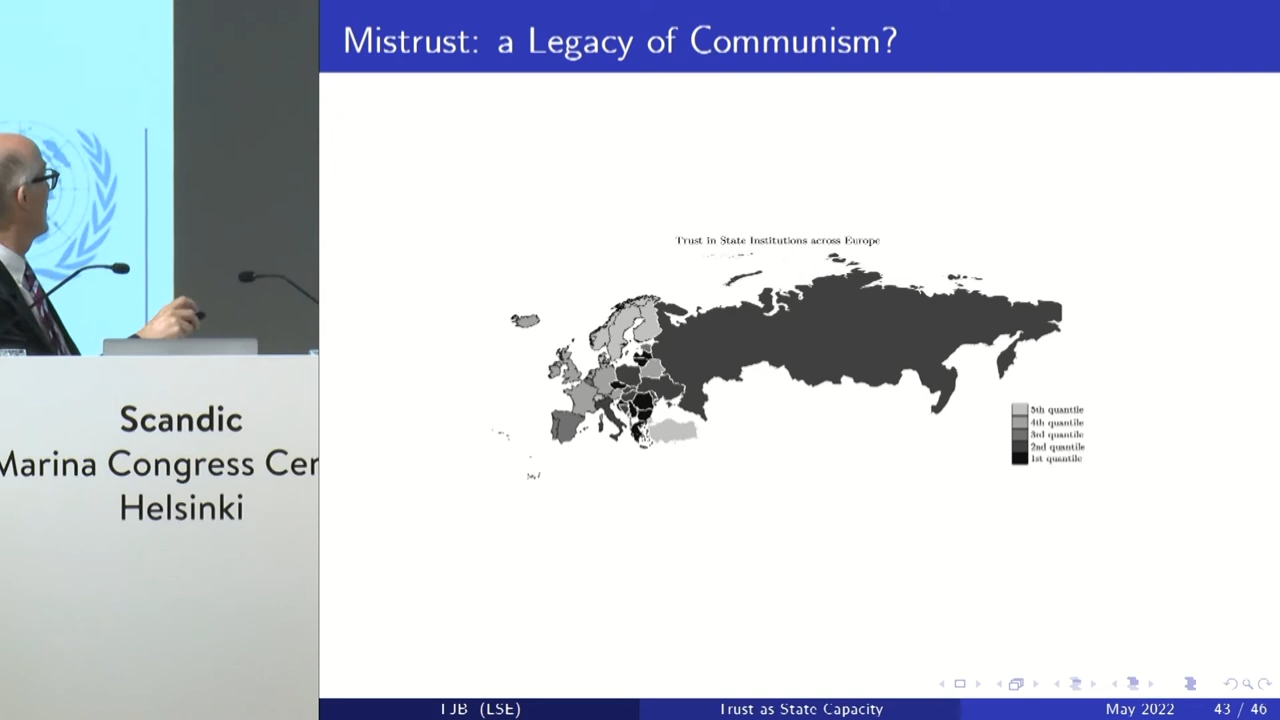 Mistrust: a Legacy of Communism?
Trust in State Institutions across Europe
5th quantile
4th quantile
3rd quantile
2nd quantile
1st quantile
Scandic
Marina Congress Cen
Helsinki
TJB (LSE)
Trust as State Capacity
May 2022
43 / 46